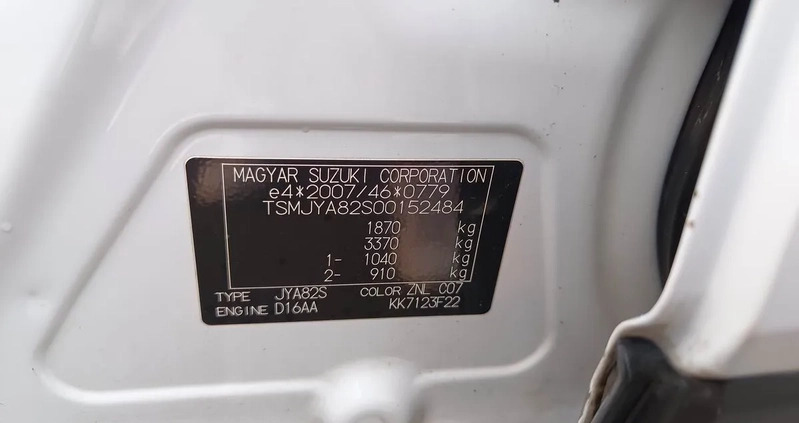 MAGYAR SUZUKI CORPORATION
e4*2007/46*0779
TSMJYA82S00152484
1870 kg
3370 kg
1- 1040 kg
2- 910 kg
TYPE JYA82S COLOR ZNL C07
ENGINE D16AA KK7123F22